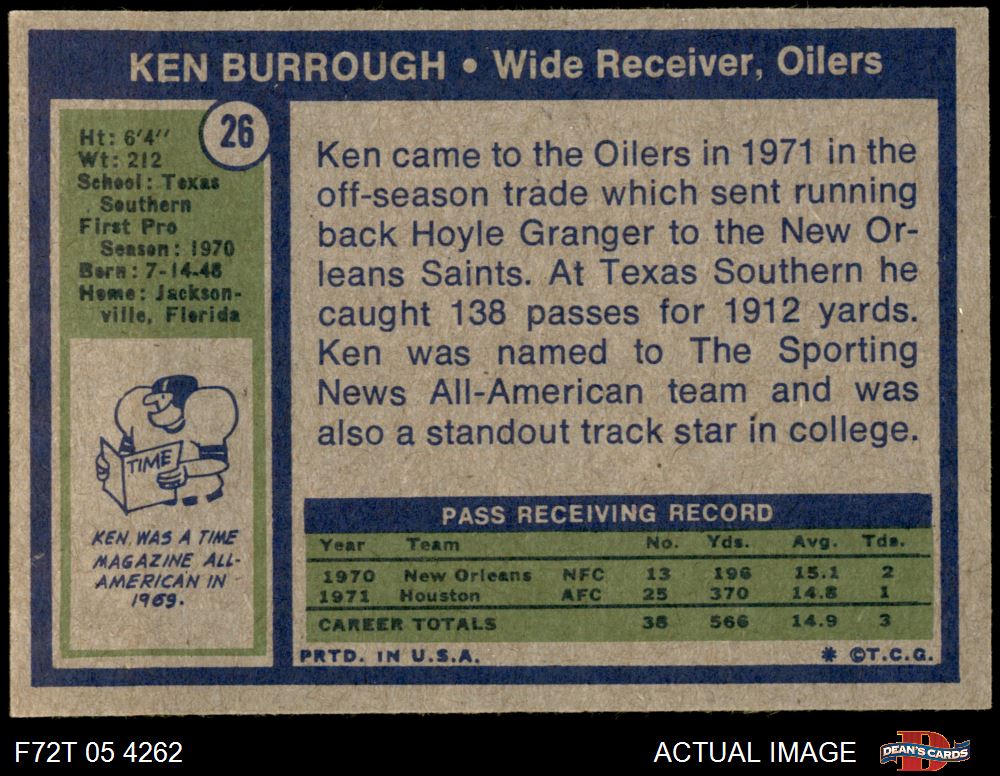 KEN BURROUGH • Wide Receiver, Oilers
26
Ht: 6'4''
Wt: 212
School: Texas
Southern
First Pro
Season: 1970
Born: 7-14-48
Home: Jackson-
ville, Florida
TIME
KEN WAS A TIME
MAGAZINE ALL-
AMERICAN IN
1969.
Ken came to the Oilers in 1971 in the
off-season trade which sent running
back Hoyle Granger to the New Or-
leans Saints. At Texas Southern he
caught 138 passes for 1912 yards.
Ken was named to The Sporting
News All-American team and was
also a standout track star in college.
PASS RECEIVING RECORD
Year Team No. Yds. Avg. Tds.
1970 New Orleans NFC 13 196 15.1 2
1971 Houston AFC 25 370 14.8 1
CAREER TOTALS 38 566 14.9 3
PRTD. IN U.S.A. * ©T.C.G.
F72T 05 4262 ACTUAL IMAGE DEAN'S CARDS